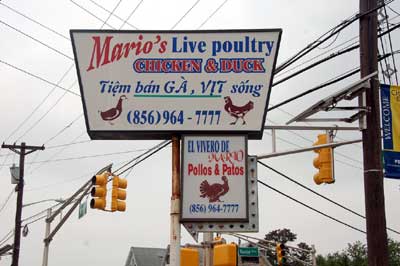 Mario's Live poultry
CHICKEN & DUCK
Tiệm bán GÀ, VỊT sống
(856) 964 - 7777
EL VIVERO DE
MARIO
Pollos & Patos
(856) 964-7777
WELCOME